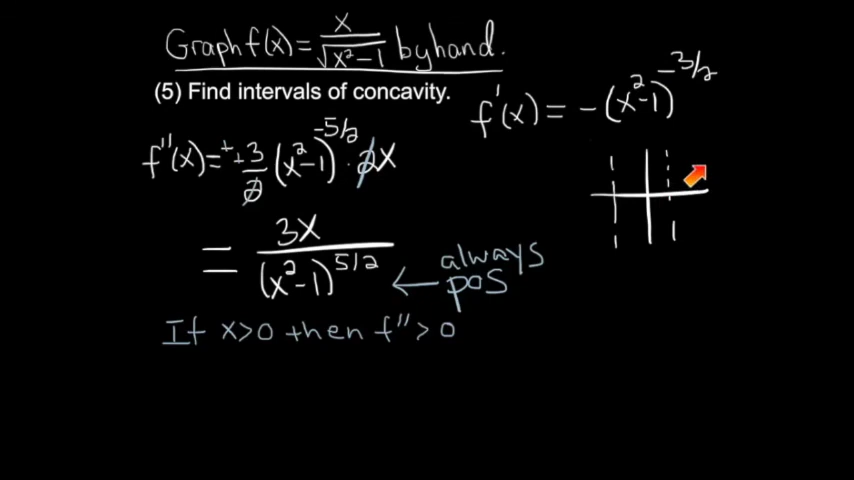 Graph f(x) = x/√(x²-1) by hand.
(5) Find intervals of concavity.
f'(x) = -(x²-1)^(-3/2)
f''(x) = + + 3/2 (x²-1)^(-5/2) · 2x
= 3x/(x²-1)^(5/2) ← always pos
If x>0 then f'' > 0